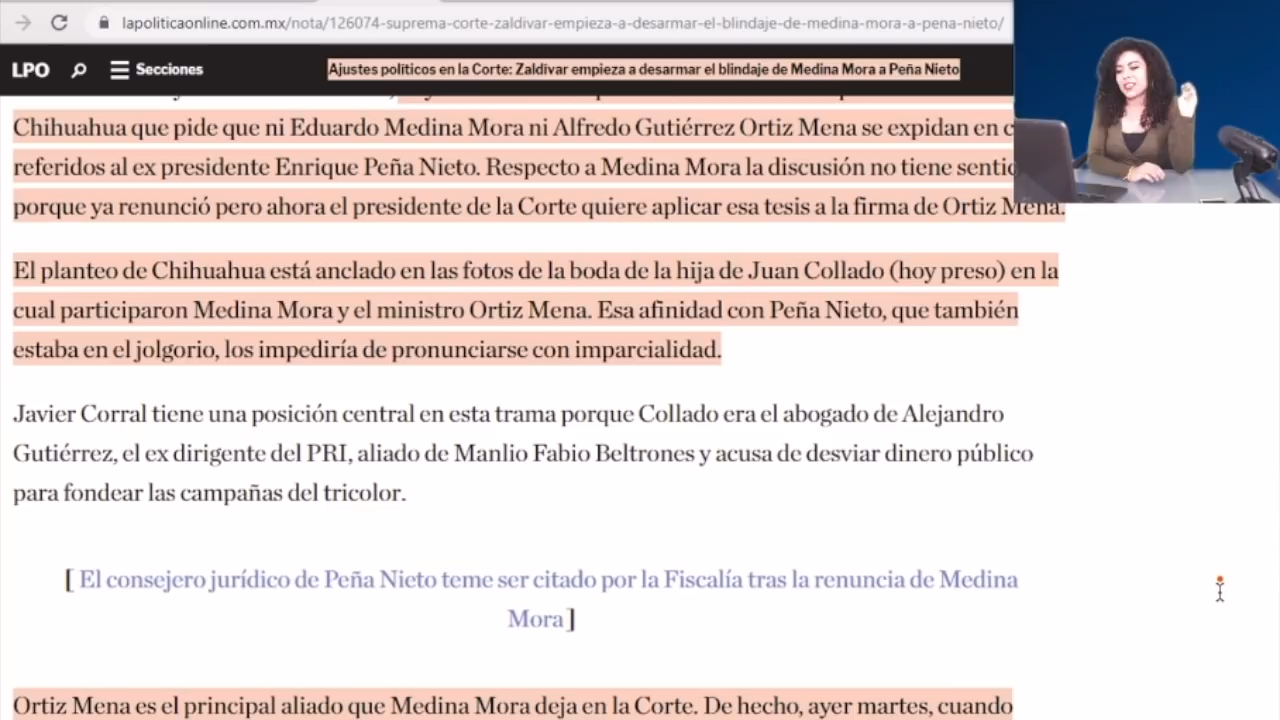 lapoliticaonline.com.mx/nota/126074-suprema-corte-zaldivar-empieza-a-desarmar-el-blindaje-de-medina-mora-a-pena-nieto/
LPO Secciones Ajustes políticos en la Corte: Zaldívar empieza a desarmar el blindaje de Medina Mora a Peña Nieto
Chihuahua que pide que ni Eduardo Medina Mora ni Alfredo Gutiérrez Ortiz Mena se expidan en c
referidos al ex presidente Enrique Peña Nieto. Respecto a Medina Mora la discusión no tiene sentid
porque ya renunció pero ahora el presidente de la Corte quiere aplicar esa tesis a la firma de Ortiz Mena.
El planteo de Chihuahua está anclado en las fotos de la boda de la hija de Juan Collado (hoy preso) en la
cual participaron Medina Mora y el ministro Ortiz Mena. Esa afinidad con Peña Nieto, que también
estaba en el jolgorio, los impediría de pronunciarse con imparcialidad.
Javier Corral tiene una posición central en esta trama porque Collado era el abogado de Alejandro
Gutiérrez, el ex dirigente del PRI, aliado de Manlio Fabio Beltrones y acusa de desviar dinero público
para fondear las campañas del tricolor.
[ El consejero jurídico de Peña Nieto teme ser citado por la Fiscalía tras la renuncia de Medina
Mora ]
Ortiz Mena es el principal aliado que Medina Mora deja en la Corte. De hecho, ayer martes, cuando